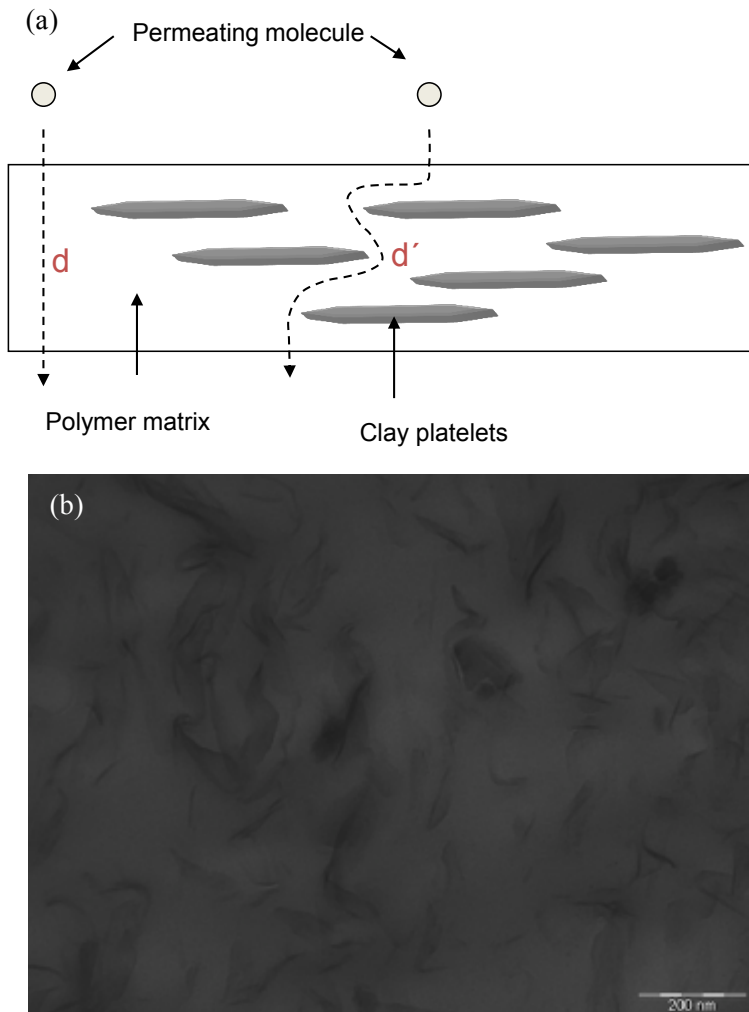 (a)
Permeating molecule
d
d´
Polymer matrix
Clay platelets
(b)
200 nm